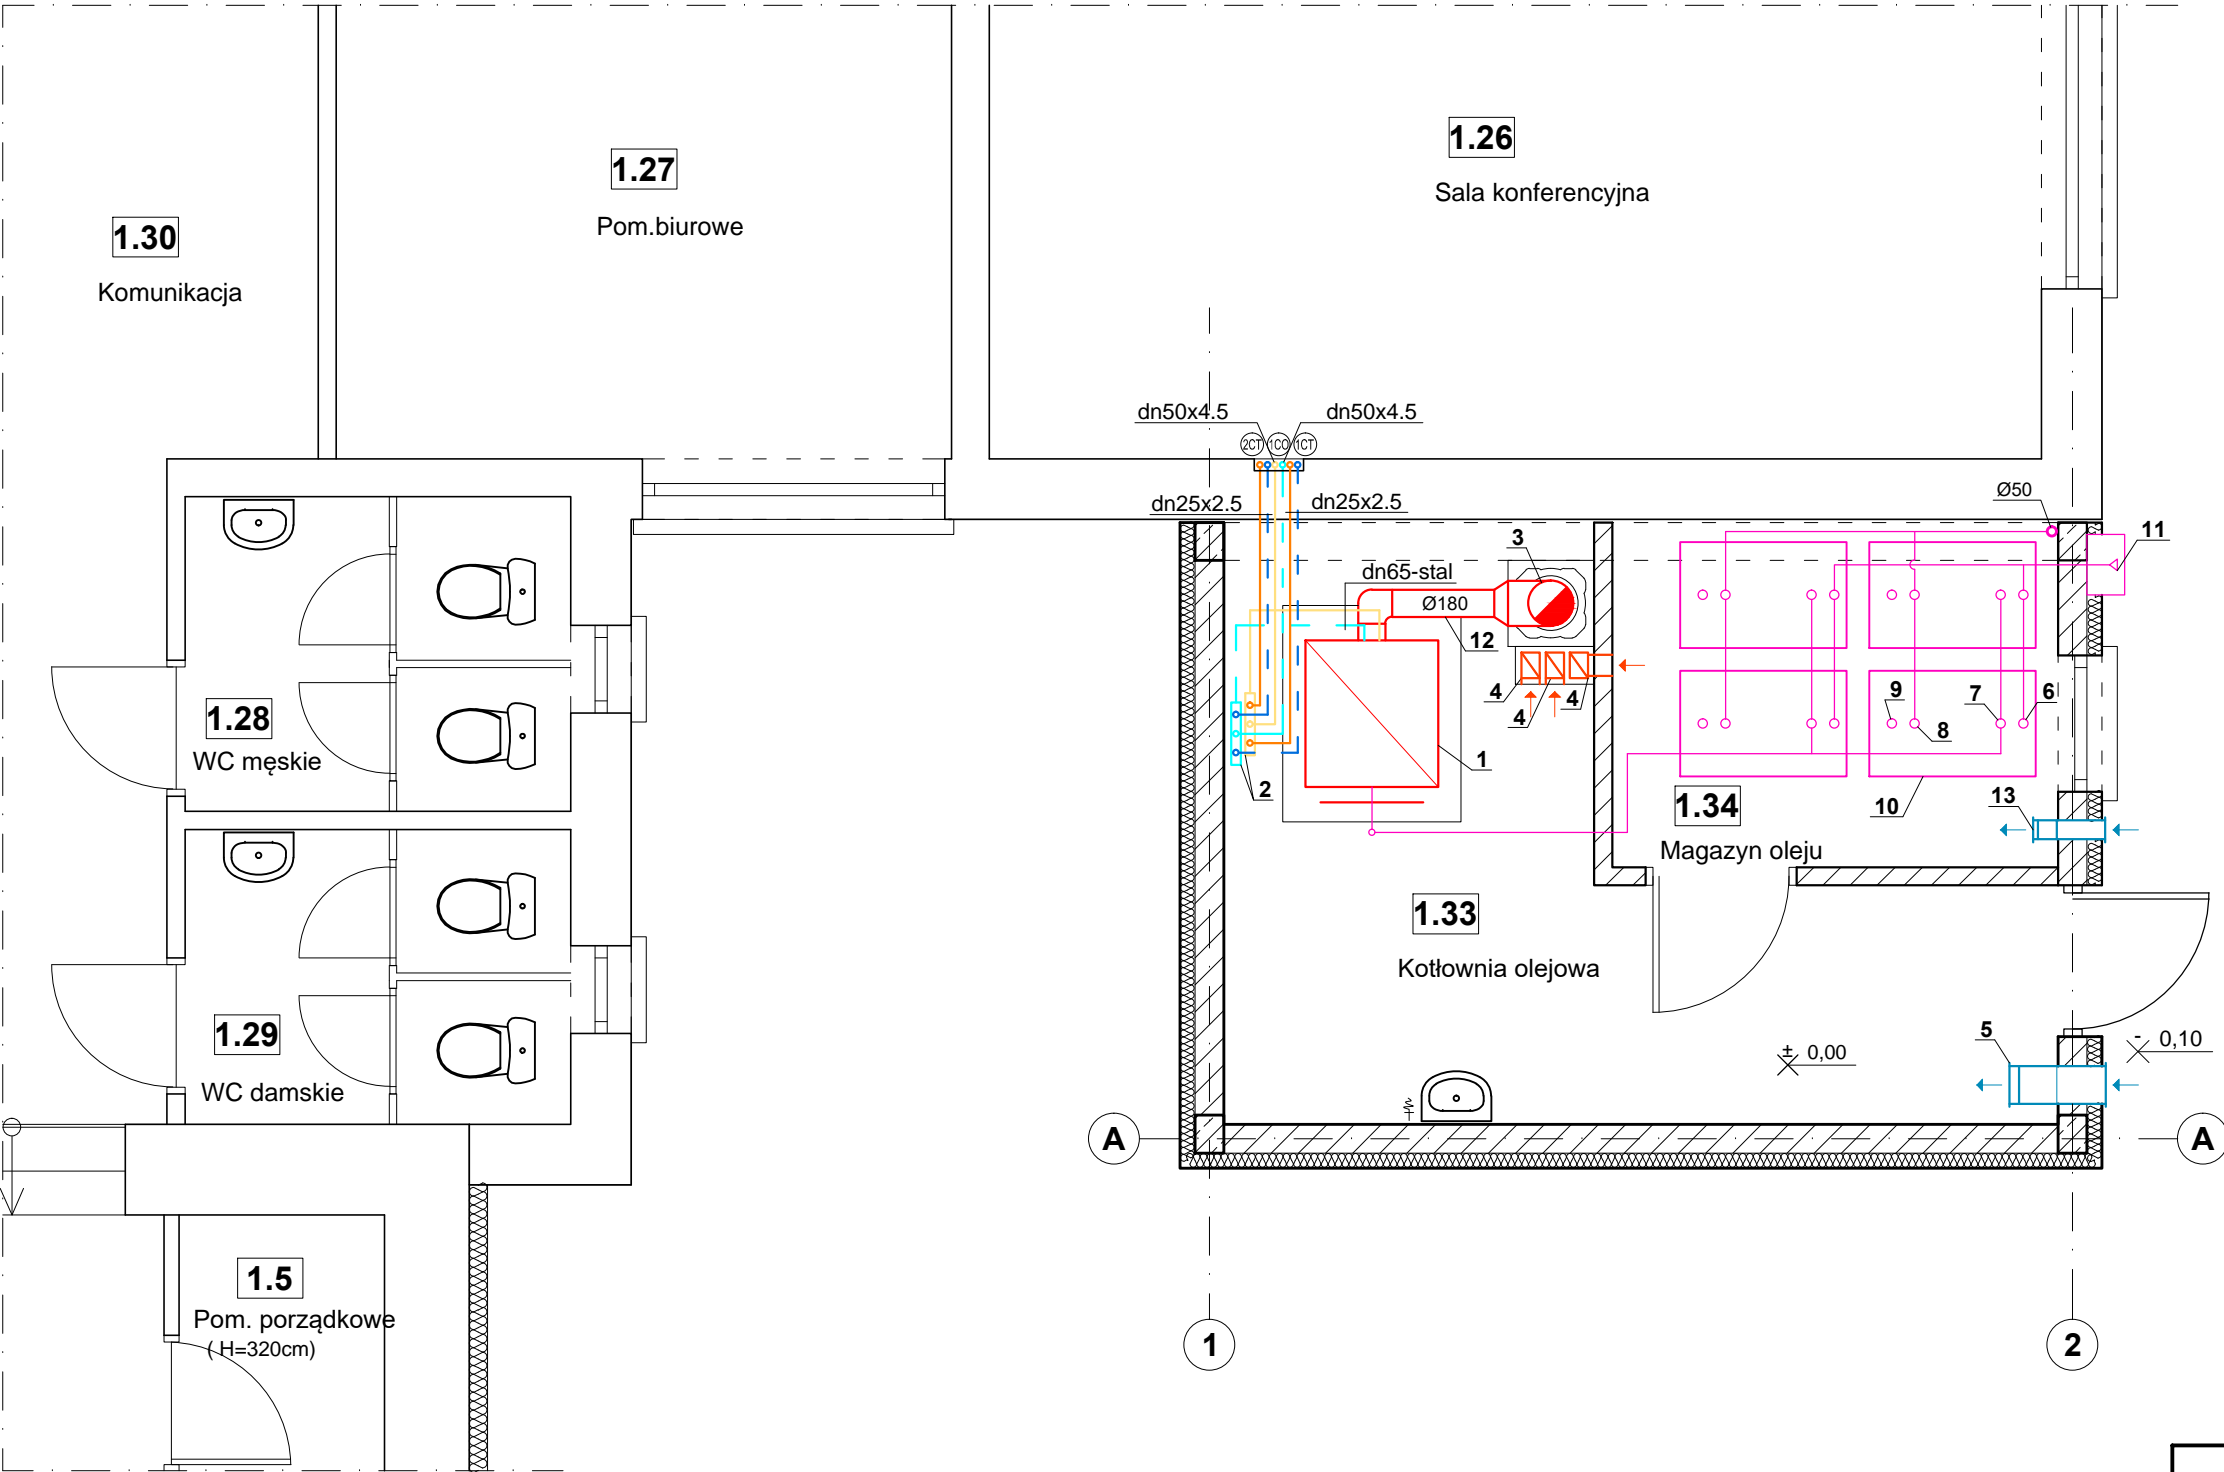 1.26
Sala konferencyjna
1.27
Pom.biurowe
1.30
Komunikacja
dn50x4.5
dn50x4.5
2CT
1CO
1CT
dn25x2.5
dn25x2.5
Ø50
11
3
dn65-stal
Ø180
12
4
4
4
9
8
7
6
1
2
10
13
1.34
Magazyn oleju
1.28
WC męskie
1.33
Kotłownia olejowa
1.29
WC damskie
5
± 0,00
- 0,10
A
A
1.5
Pom. porządkowe
( H=320cm)
1
2